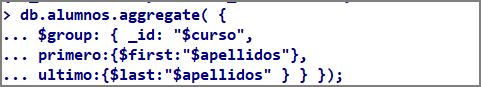 > db.alumnos.aggregate( {
... $group: { _id: "$curso",
... primero:{$first:"$apellidos"},
... ultimo:{$last:"$apellidos" } } });